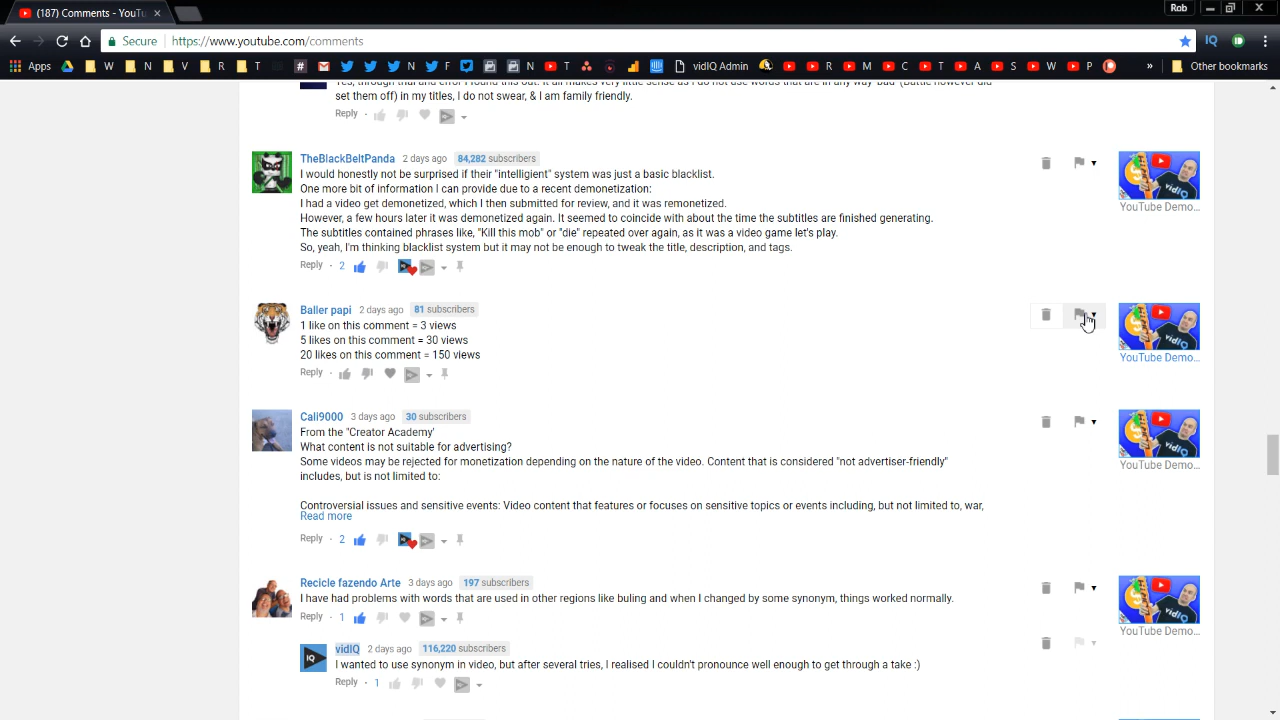 (187) Comments - YouTu
Rob
Secure https://www.youtube.com/comments
IQ
Apps W N V R T # N F N T vidIQ Admin R M C T A S W P » Other bookmarks
set them off) in my titles, I do not swear, & I am family friendly.
Reply
TheBlackBeltPanda 2 days ago 84,282 subscribers
I would honestly not be surprised if their "intelligient" system was just a basic blacklist.
One more bit of information I can provide due to a recent demonetization:
I had a video get demonetized, which I then submitted for review, and it was remonetized.
However, a few hours later it was demonetized again. It seemed to coincide with about the time the subtitles are finished generating.
The subtitles contained phrases like, "Kill this mob" or "die" repeated over again, as it was a video game let's play.
So, yeah, I'm thinking blacklist system but it may not be enough to tweak the title, description, and tags.
Reply · 2
vidIQ
YouTube Demo...
Baller papi 2 days ago 81 subscribers
1 like on this comment = 3 views
5 likes on this comment = 30 views
20 likes on this comment = 150 views
Reply ·
vidIQ
YouTube Demo...
Cali9000 3 days ago 30 subscribers
From the "Creator Academy'
What content is not suitable for advertising?
Some videos may be rejected for monetization depending on the nature of the video. Content that is considered "not advertiser-friendly"
includes, but is not limited to:
Controversial issues and sensitive events: Video content that features or focuses on sensitive topics or events including, but not limited to, war,
Read more
Reply · 2
vidIQ
YouTube Demo...
Recicle fazendo Arte 3 days ago 197 subscribers
I have had problems with words that are used in other regions like buling and when I changed by some synonym, things worked normally.
Reply · 1
vidIQ
YouTube Demo...
IQ
vidIQ 2 days ago 116,220 subscribers
I wanted to use synonym in video, but after several tries, I realised I couldn't pronounce well enough to get through a take :)
Reply · 1